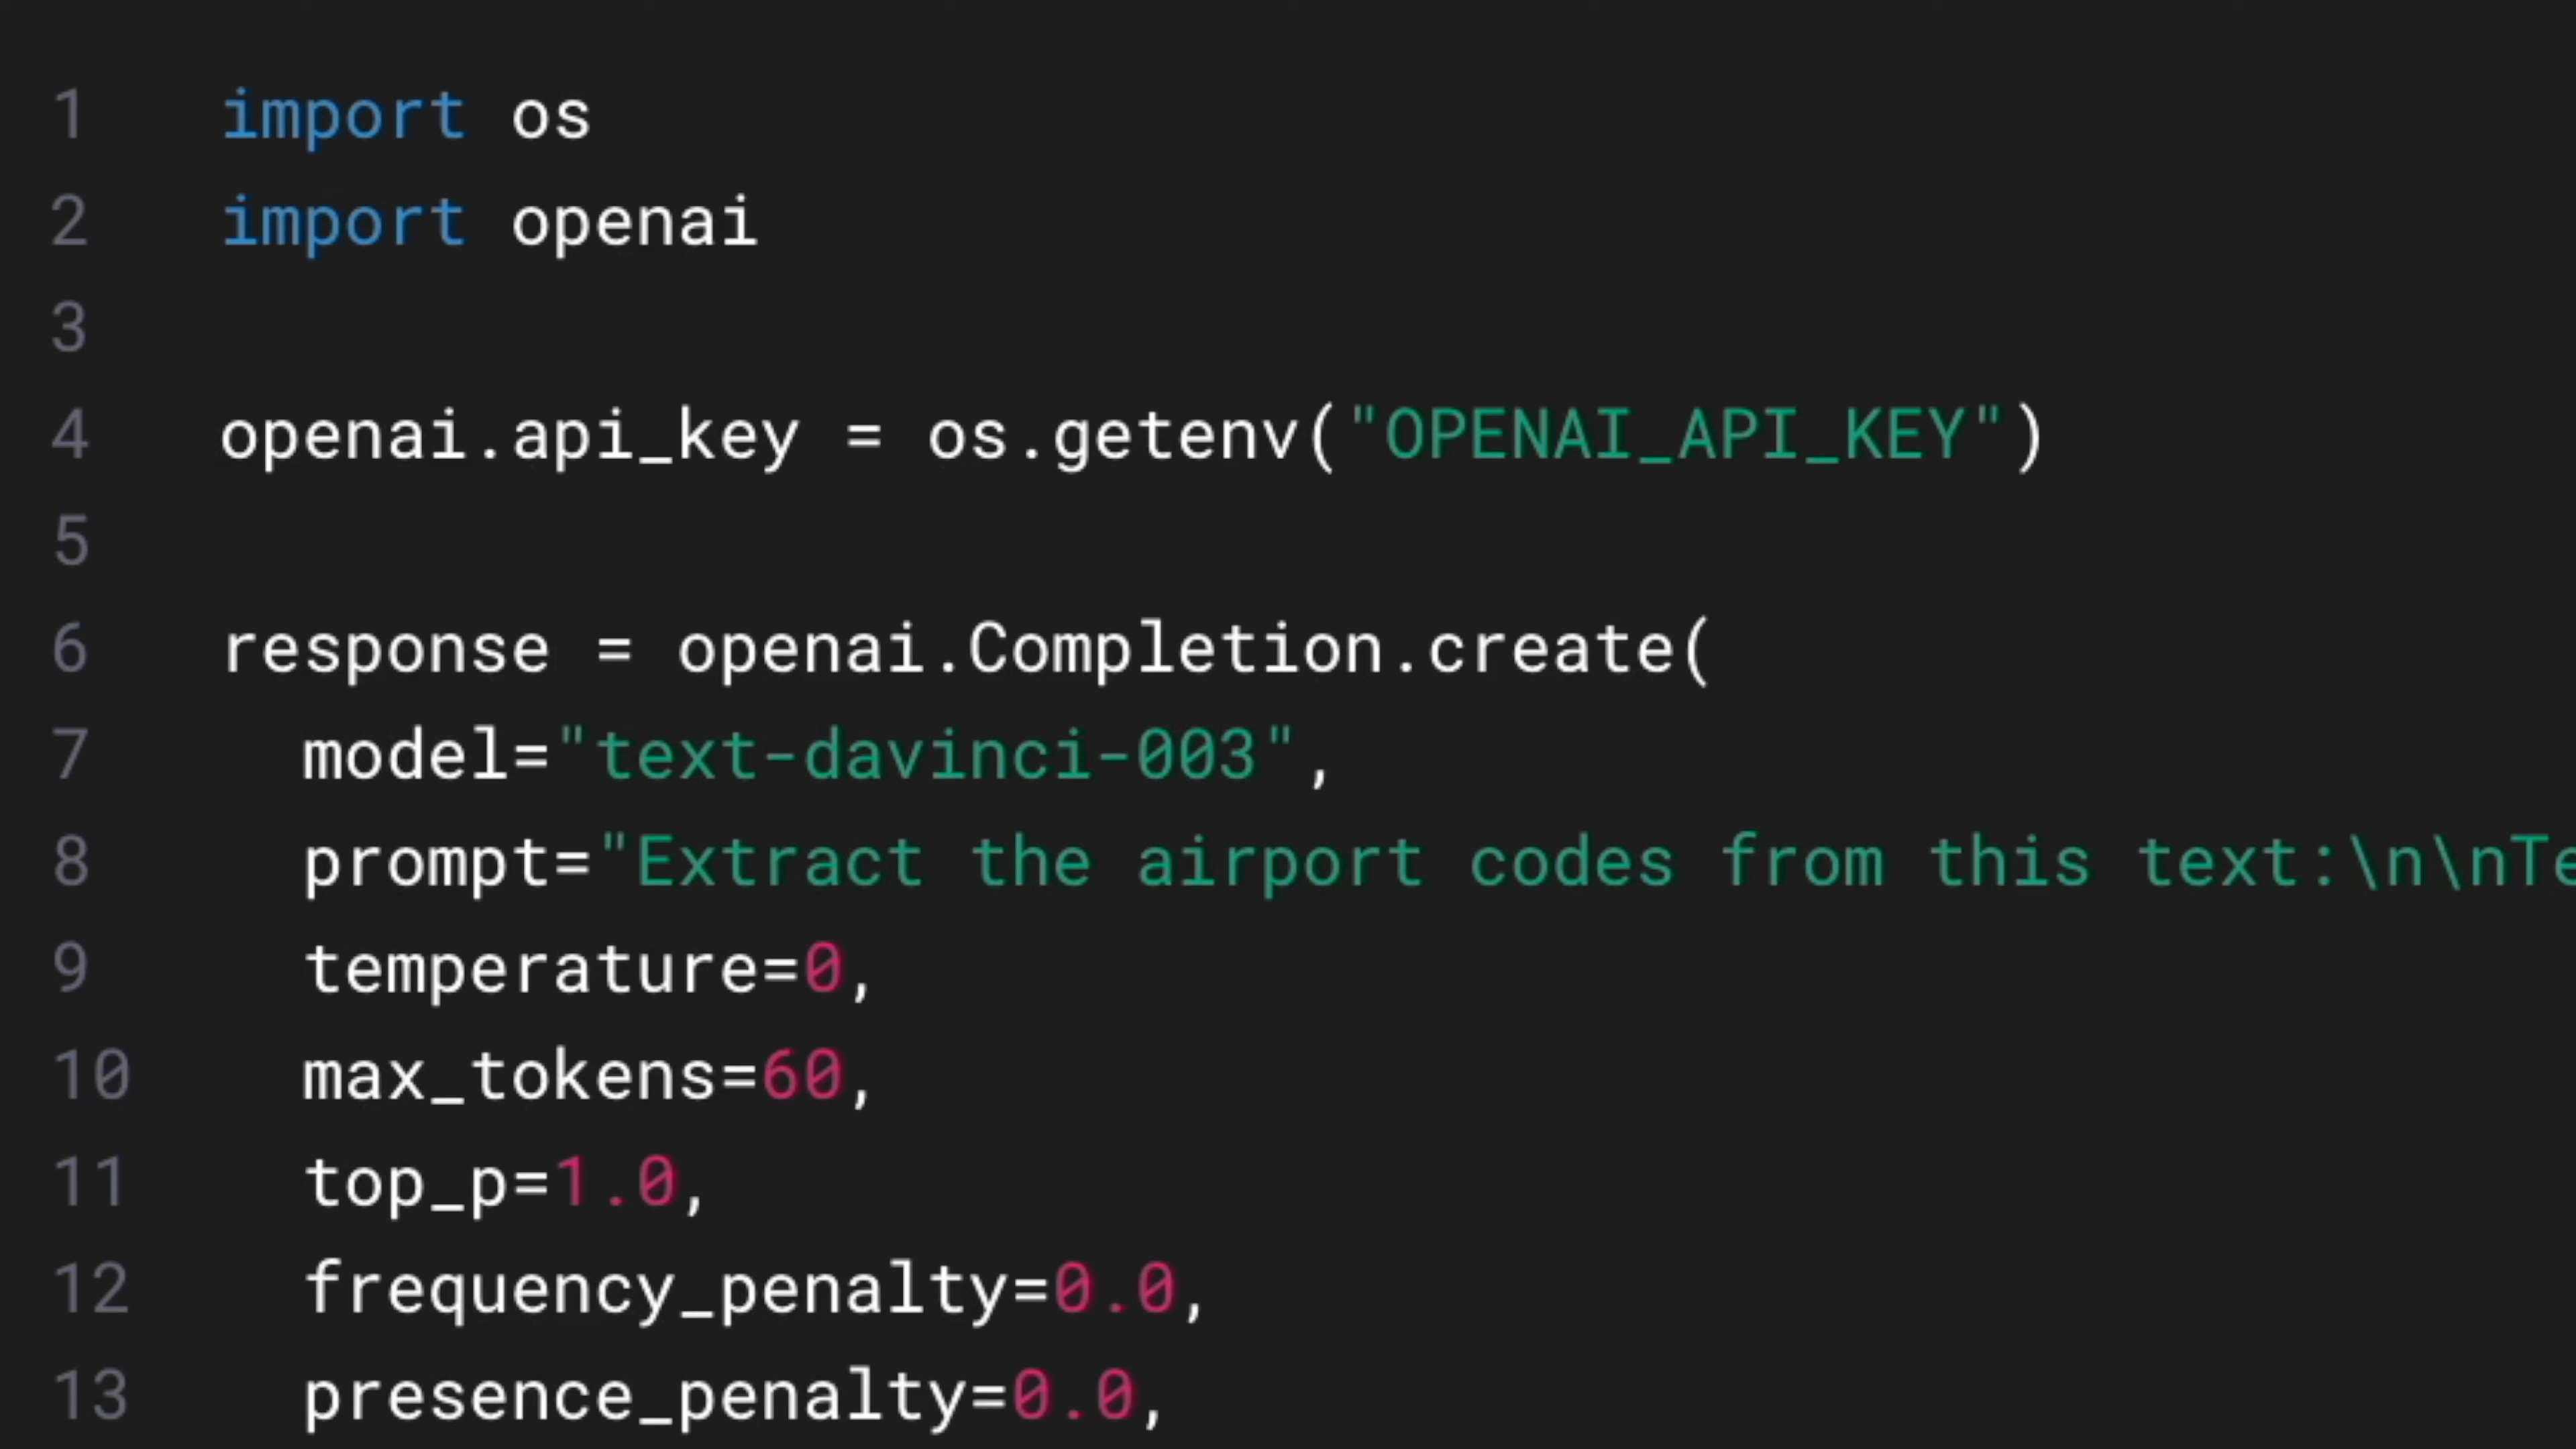 1 import os
2 import openai
3
4 openai.api_key = os.getenv("OPENAI_API_KEY")
5
6 response = openai.Completion.create(
7 model="text-davinci-003",
8 prompt="Extract the airport codes from this text:\n\nTe
9 temperature=0,
10 max_tokens=60,
11 top_p=1.0,
12 frequency_penalty=0.0,
13 presence_penalty=0.0,